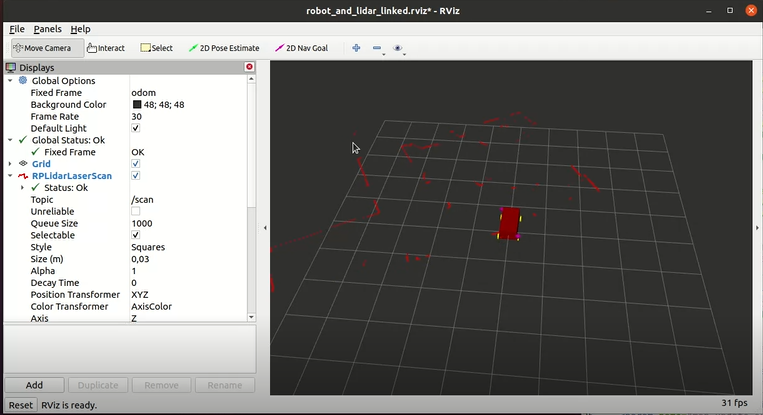 robot_and_lidar_linked.rviz* - RViz
File Panels Help
Move Camera Interact Select 2D Pose Estimate 2D Nav Goal
Displays
Global Options
Fixed Frame odom
Background Color 48; 48; 48
Frame Rate 30
Default Light
Global Status: Ok
Fixed Frame OK
Grid
RPLidarLaserScan
Status: Ok
Topic /scan
Unreliable
Queue Size 1000
Selectable
Style Squares
Size (m) 0,03
Alpha 1
Decay Time 0
Position Transformer XYZ
Color Transformer AxisColor
Axis Z
Add Duplicate Remove Rename
Reset RViz is ready. 31 fps